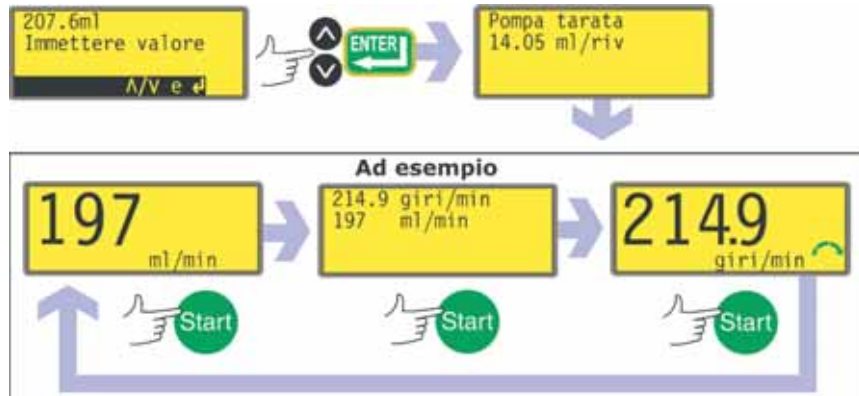 207.6ml
Immettere valore
Λ/V e ↵
ENTER
Pompa tarata
14.05 ml/riv
Ad esempio
197
ml/min
214.9 giri/min
197 ml/min
214.9
giri/min
Start
Start
Start